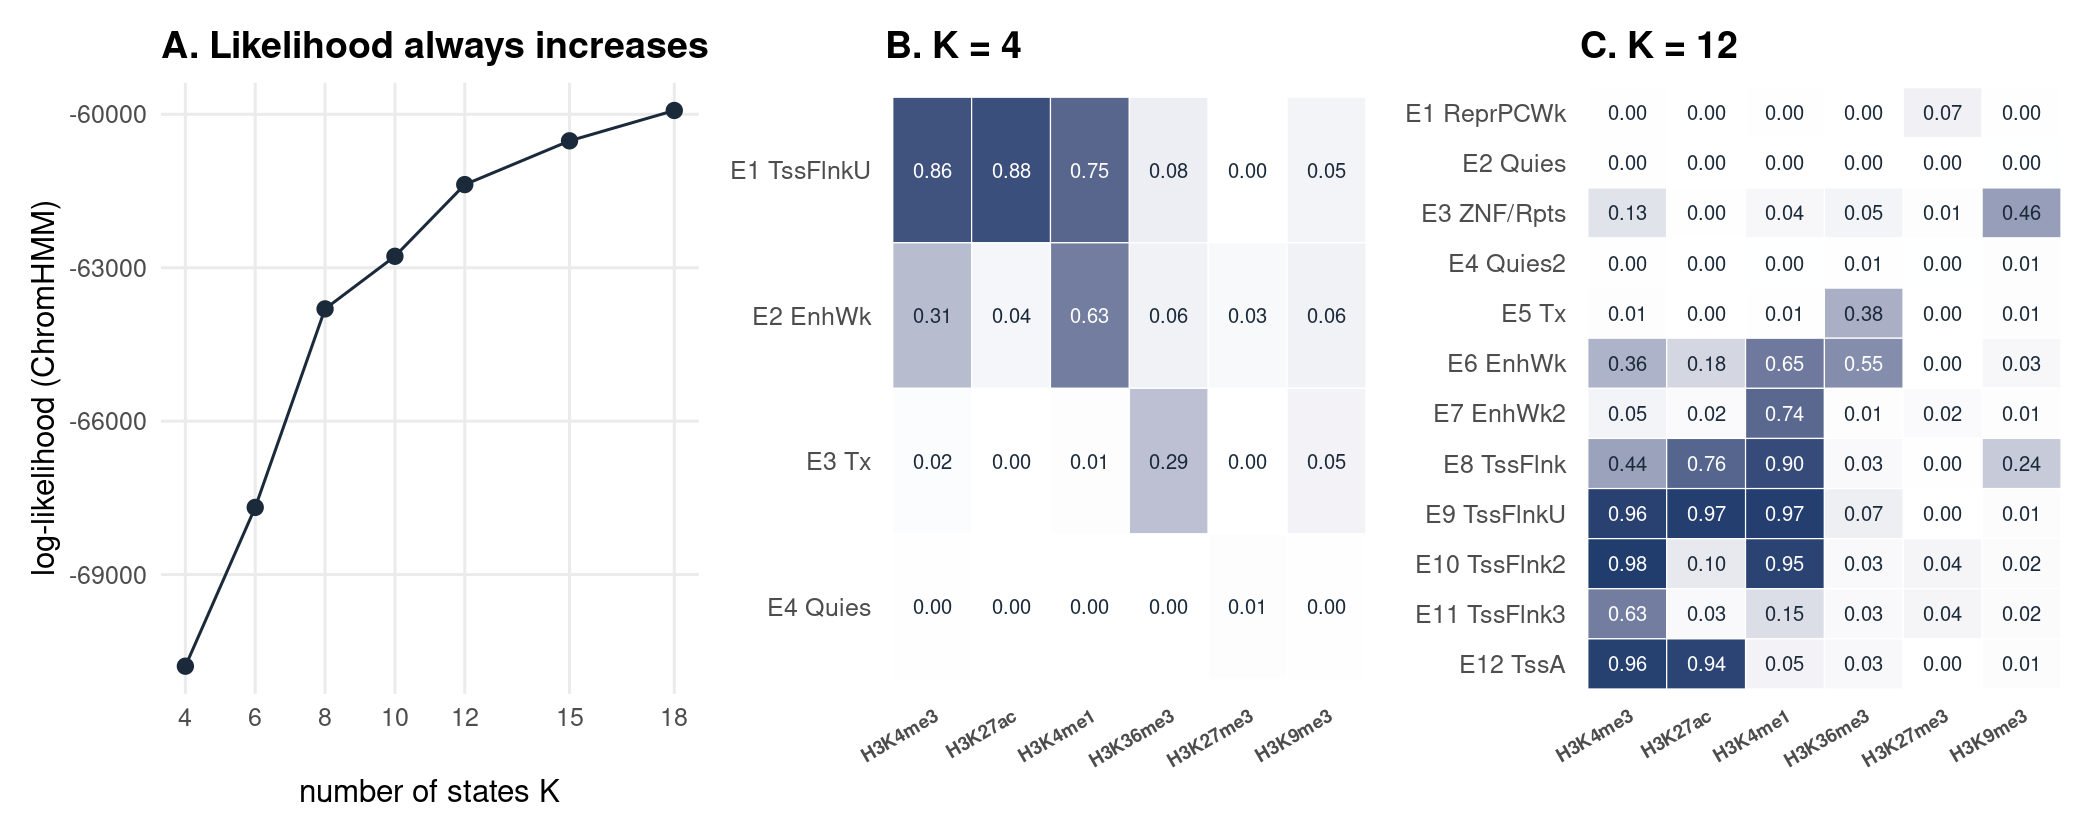 A. Likelihood always increases
log-likelihood (ChromHMM)
-60000
-63000
-66000
-69000
4 6 8 10 12 15 18
number of states K
B. K = 4
E1 TssFlnkU 0.86 0.88 0.75 0.08 0.00 0.05
E2 EnhWk 0.31 0.04 0.63 0.06 0.03 0.06
E3 Tx 0.02 0.00 0.01 0.29 0.00 0.05
E4 Quies 0.00 0.00 0.00 0.00 0.01 0.00
H3K4me3 H3K27ac H3K4me1 H3K36me3 H3K27me3 H3K9me3
C. K = 12
E1 ReprPCWk 0.00 0.00 0.00 0.00 0.07 0.00
E2 Quies 0.00 0.00 0.00 0.00 0.00 0.00
E3 ZNF/Rpts 0.13 0.00 0.04 0.05 0.01 0.46
E4 Quies2 0.00 0.00 0.00 0.01 0.00 0.01
E5 Tx 0.01 0.00 0.01 0.38 0.00 0.01
E6 EnhWk 0.36 0.18 0.65 0.55 0.00 0.03
E7 EnhWk2 0.05 0.02 0.74 0.01 0.02 0.01
E8 TssFlnk 0.44 0.76 0.90 0.03 0.00 0.24
E9 TssFlnkU 0.96 0.97 0.97 0.07 0.00 0.01
E10 TssFlnk2 0.98 0.10 0.95 0.03 0.04 0.02
E11 TssFlnk3 0.63 0.03 0.15 0.03 0.04 0.02
E12 TssA 0.96 0.94 0.05 0.03 0.00 0.01
H3K4me3 H3K27ac H3K4me1 H3K36me3 H3K27me3 H3K9me3